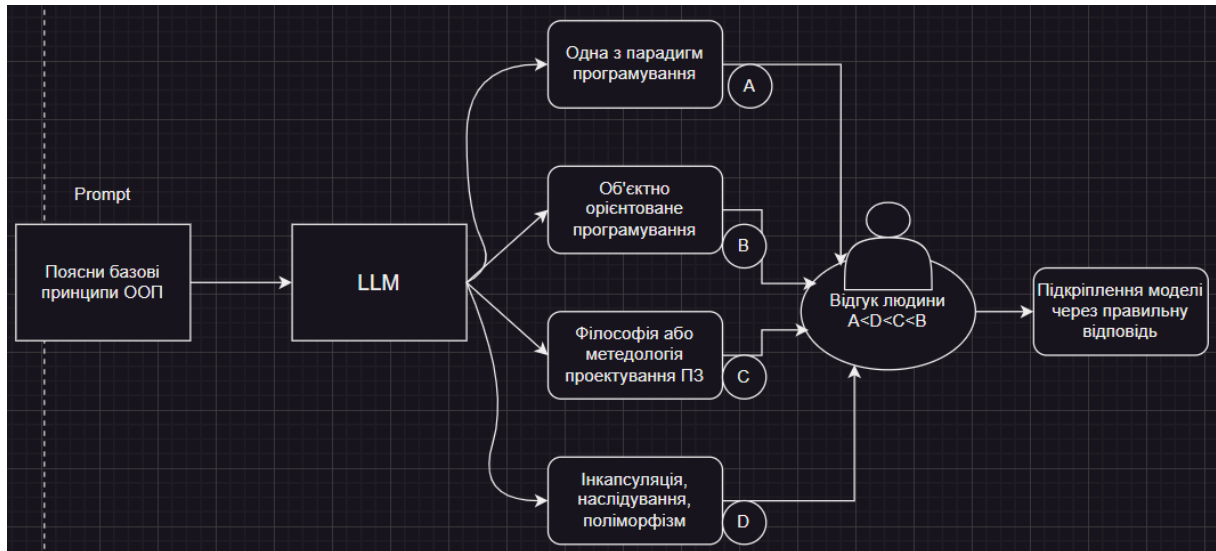 Prompt
Поясни базові
принципи ООП
LLM
Одна з парадигм
програмування
A
Об'єктно
орієнтоване
програмування
B
Філософія або
метедологія
проектування ПЗ
C
Інкапсуляція,
наслідування,
поліморфізм
D
Відгук людини
A<D<C<B
Підкріплення моделі
через правильну
відповідь